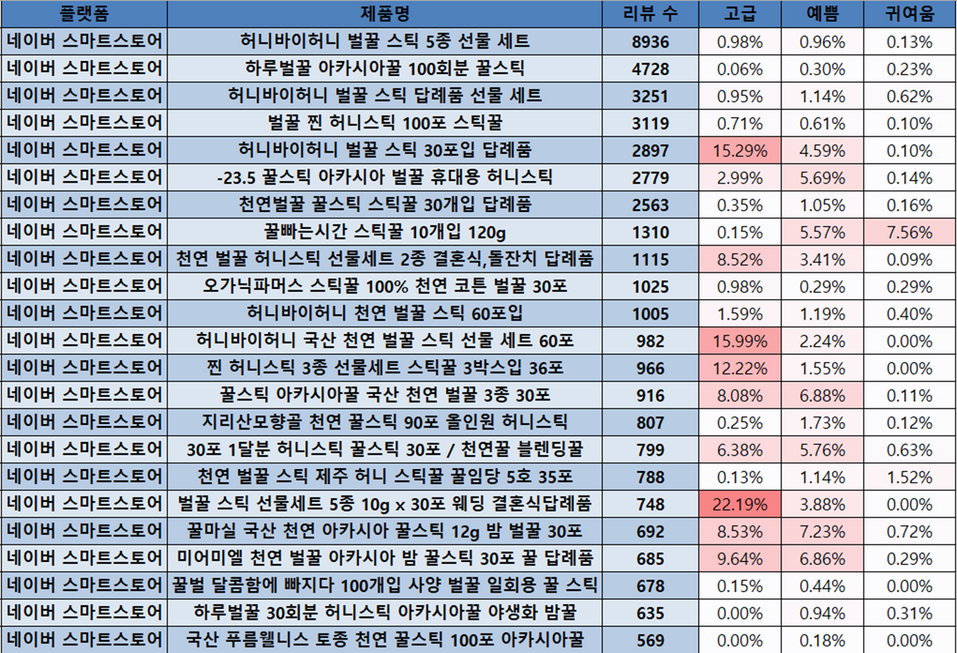 플랫폼 제품명 리뷰 수 고급 예쁨 귀여움
네이버 스마트스토어 허니바이허니 벌꿀 스틱 5종 선물 세트 8936 0.98% 0.96% 0.13%
네이버 스마트스토어 하루벌꿀 아카시아꿀 100회분 꿀스틱 4728 0.06% 0.30% 0.23%
네이버 스마트스토어 허니바이허니 벌꿀 스틱 답례품 선물 세트 3251 0.95% 1.14% 0.62%
네이버 스마트스토어 벌꿀 찐 허니스틱 100포 스틱꿀 3119 0.71% 0.61% 0.10%
네이버 스마트스토어 허니바이허니 벌꿀 스틱 30포입 답례품 2897 15.29% 4.59% 0.10%
네이버 스마트스토어 -23.5 꿀스틱 아카시아 벌꿀 휴대용 허니스틱 2779 2.99% 5.69% 0.14%
네이버 스마트스토어 천연벌꿀 꿀스틱 스틱꿀 30개입 답례품 2563 0.35% 1.05% 0.16%
네이버 스마트스토어 꿀빠는시간 스틱꿀 10개입 120g 1310 0.15% 5.57% 7.56%
네이버 스마트스토어 천연 벌꿀 허니스틱 선물세트 2종 결혼식,돌잔치 답례품 1115 8.52% 3.41% 0.09%
네이버 스마트스토어 오가닉파머스 스틱꿀 100% 천연 코튼 벌꿀 30포 1025 0.98% 0.29% 0.29%
네이버 스마트스토어 허니바이허니 천연 벌꿀 스틱 60포입 1005 1.59% 1.19% 0.40%
네이버 스마트스토어 허니바이허니 국산 천연 벌꿀 스틱 선물 세트 60포 982 15.99% 2.24% 0.00%
네이버 스마트스토어 찐 허니스틱 3종 선물세트 스틱꿀 3박스입 36포 966 12.22% 1.55% 0.00%
네이버 스마트스토어 꿀스틱 아카시아꿀 국산 천연 벌꿀 3종 30포 916 8.08% 6.88% 0.11%
네이버 스마트스토어 지리산모향골 천연 꿀스틱 90포 올인원 허니스틱 807 0.25% 1.73% 0.12%
네이버 스마트스토어 30포 1달분 허니스틱 꿀스틱 30포 / 천연꿀 블렌딩꿀 799 6.38% 5.76% 0.63%
네이버 스마트스토어 천연 벌꿀 스틱 제주 허니 스틱꿀 꿀임당 5호 35포 788 0.13% 1.14% 1.52%
네이버 스마트스토어 벌꿀 스틱 선물세트 5종 10g x 30포 웨딩 결혼식답례품 748 22.19% 3.88% 0.00%
네이버 스마트스토어 꿀마실 국산 천연 아카시아 꿀스틱 12g 밤 벌꿀 30포 692 8.53% 7.23% 0.72%
네이버 스마트스토어 미어미엘 천연 벌꿀 아카시아 밤 꿀스틱 30포 꿀 답례품 685 9.64% 6.86% 0.29%
네이버 스마트스토어 꿀벌 달콤함에 빠지다 100개입 사양 벌꿀 일회용 꿀 스틱 678 0.15% 0.44% 0.00%
네이버 스마트스토어 하루벌꿀 30회분 허니스틱 아카시아꿀 야생화 밤꿀 635 0.00% 0.94% 0.31%
네이버 스마트스토어 국산 푸름웰니스 토종 천연 꿀스틱 100포 아카시아꿀 569 0.00% 0.18% 0.00%